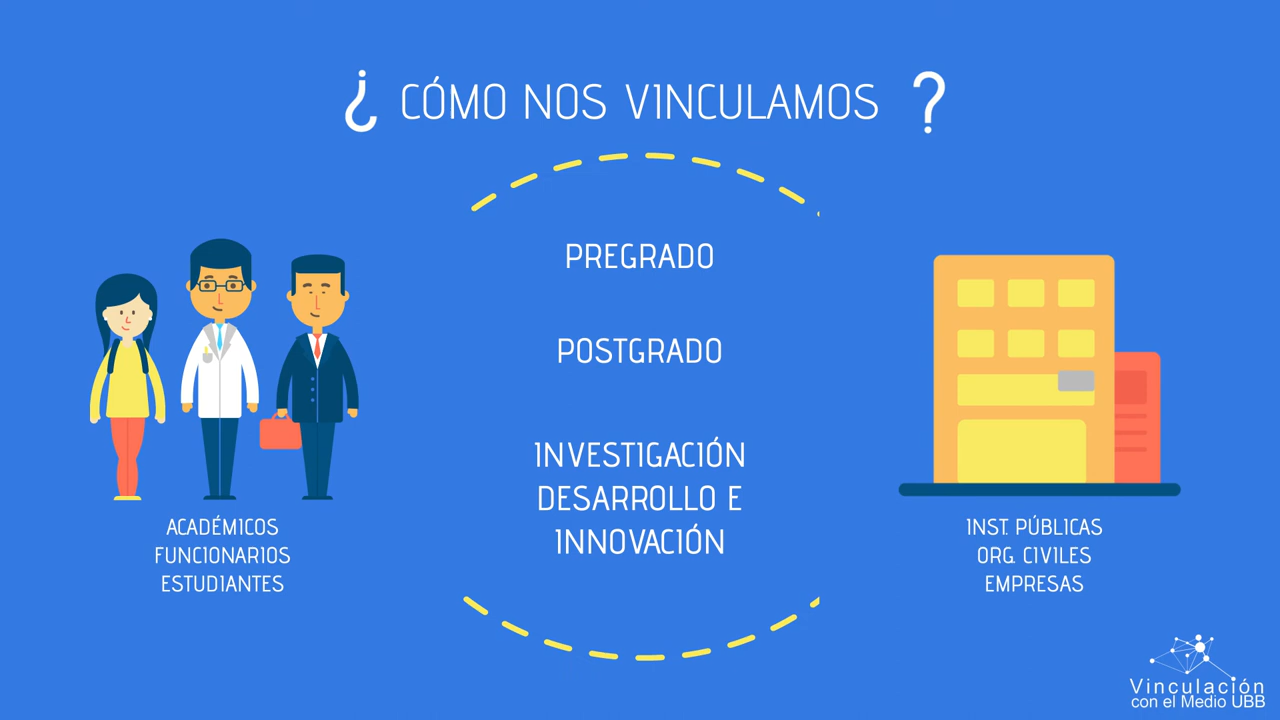 ¿ CÓMO NOS VINCULAMOS ?
PREGRADO
POSTGRADO
INVESTIGACIÓN
DESARROLLO E
INNOVACIÓN
ACADÉMICOS
FUNCIONARIOS
ESTUDIANTES
INST. PÚBLICAS
ORG. CIVILES
EMPRESAS
Vinculación
con el Medio UBB